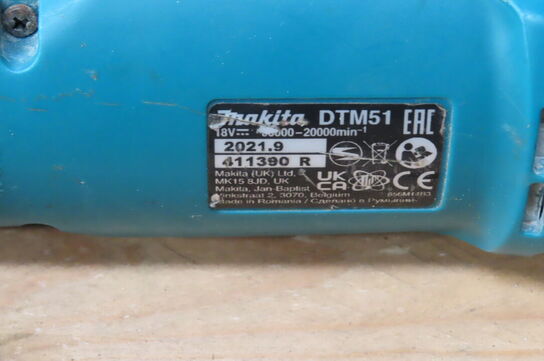 Makita DTM51 EAC
18V 6000-20000min⁻¹
2021.9
411390 R
Makita (UK) Ltd,
MK15 8JD, UK
UK CA CE
Makita, Jan-Baptist
Vinkstraat 2, 3070, Belgium
Made in Romania / Сделано в Румынии